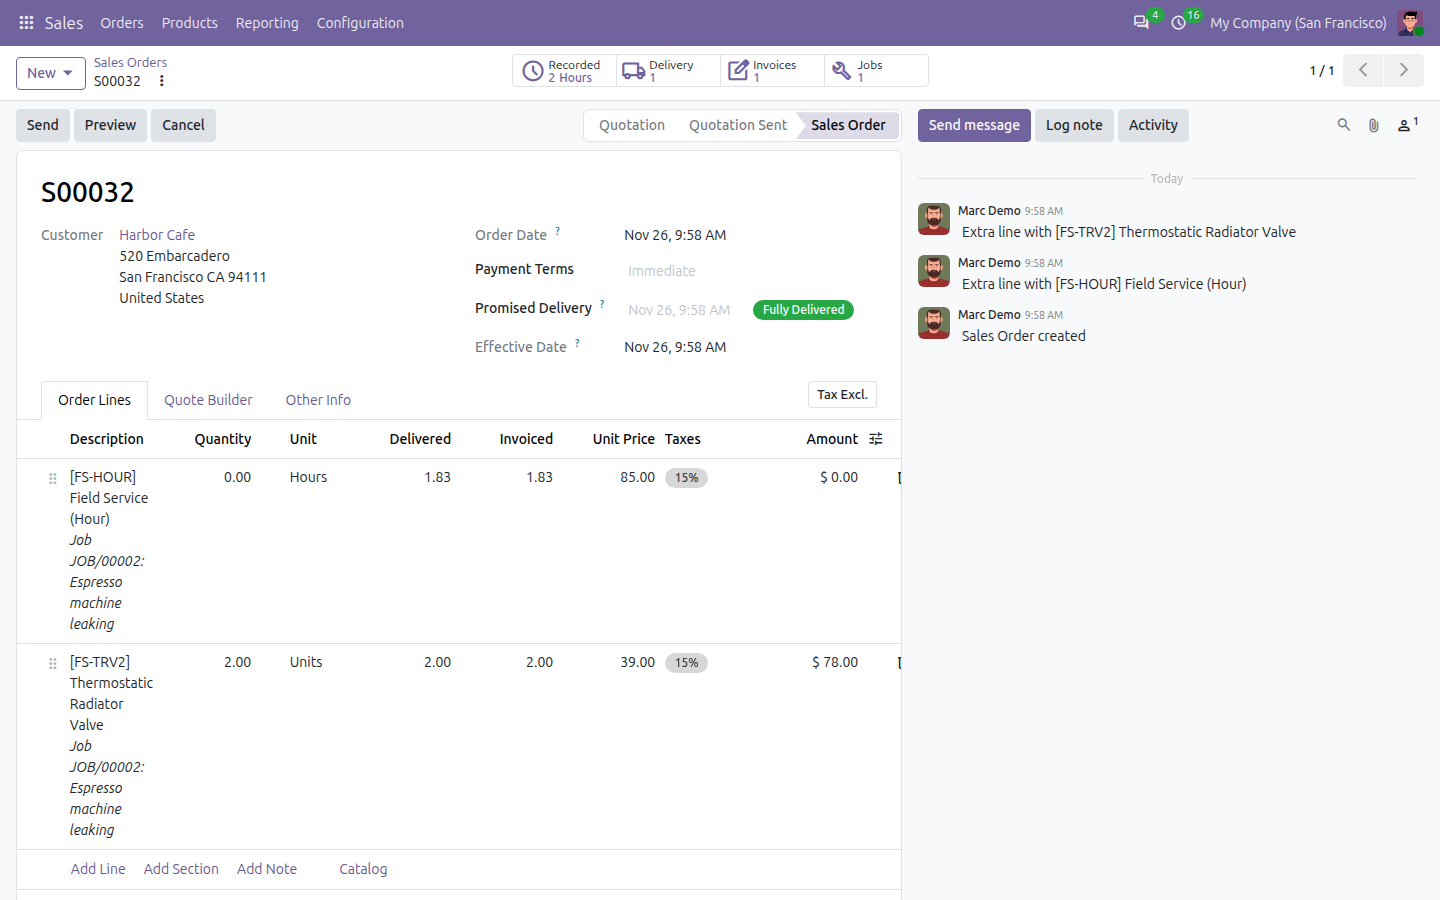 Sales Orders Products Reporting Configuration 4 16 My Company (San Francisco)
New Sales Orders
S00032
Recorded 2 Hours
Delivery 1
Invoices 1
Jobs 1
1 / 1
Send Preview Cancel Quotation Quotation Sent Sales Order Send message Log note Activity 1
S00032
Customer Harbor Cafe
520 Embarcadero
San Francisco CA 94111
United States
Order Date ? Nov 26, 9:58 AM
Payment Terms Immediate
Promised Delivery ? Nov 26, 9:58 AM Fully Delivered
Effective Date ? Nov 26, 9:58 AM
Order Lines Quote Builder Other Info Tax Excl.
Description Quantity Unit Delivered Invoiced Unit Price Taxes Amount
[FS-HOUR] 0.00 Hours 1.83 1.83 85.00 15% $ 0.00
Field Service
(Hour)
Job
JOB/00002:
Espresso
machine
leaking
[FS-TRV2] 2.00 Units 2.00 2.00 39.00 15% $ 78.00
Thermostatic
Radiator
Valve
Job
JOB/00002:
Espresso
machine
leaking
Add Line Add Section Add Note Catalog
Today
Marc Demo 9:58 AM
Extra line with [FS-TRV2] Thermostatic Radiator Valve
Marc Demo 9:58 AM
Extra line with [FS-HOUR] Field Service (Hour)
Marc Demo 9:58 AM
Sales Order created